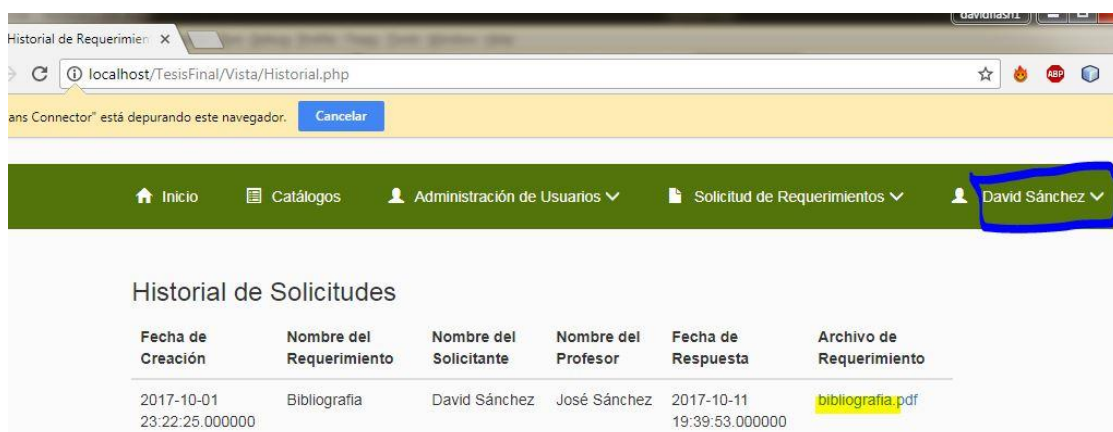 davidnash1
Historial de Requerimien
localhost/TesisFinal/Vista/Historial.php
ABP
ans Connector" está depurando este navegador. Cancelar
Inicio Catálogos Administración de Usuarios Solicitud de Requerimientos David Sánchez
Historial de Solicitudes
Fecha de Nombre del Nombre del Nombre del Fecha de Archivo de
Creación Requerimiento Solicitante Profesor Respuesta Requerimiento
2017-10-01 Bibliografia David Sánchez José Sánchez 2017-10-11 bibliografia.pdf
23:22:25.000000 19:39:53.000000